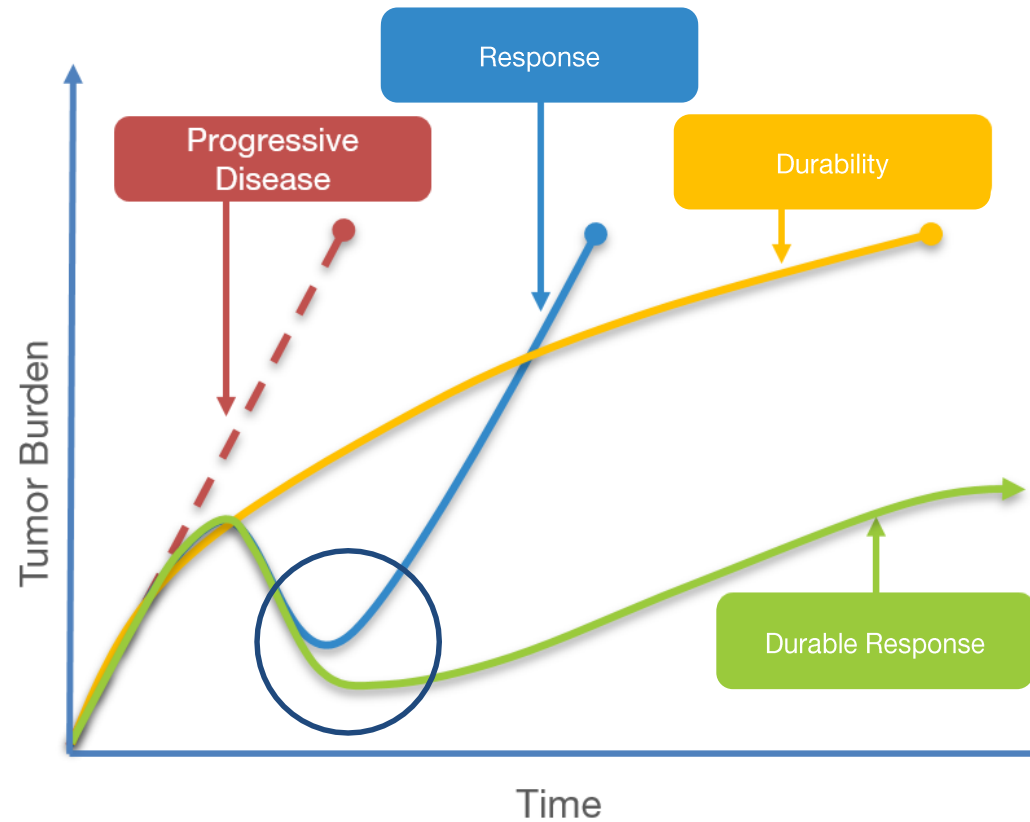 Response
Progressive
Disease
Durability
Tumor Burden
Durable Response
Time